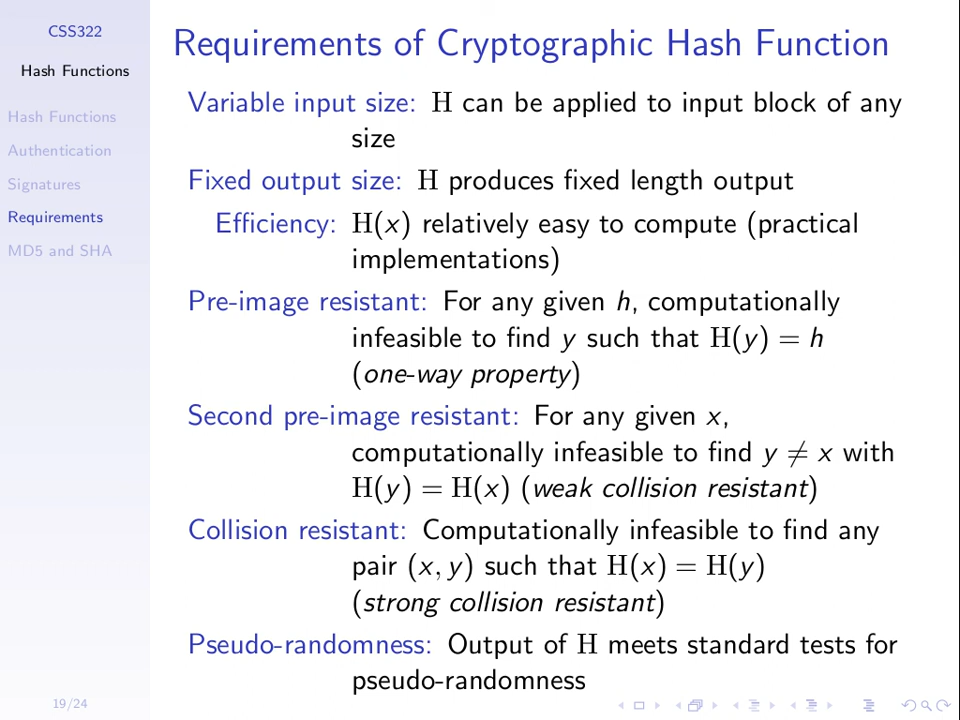 CSS322
Hash Functions
Hash Functions
Authentication
Signatures
Requirements
MD5 and SHA
19/24
Requirements of Cryptographic Hash Function
Variable input size: H can be applied to input block of any
size
Fixed output size: H produces fixed length output
Efficiency: H(x) relatively easy to compute (practical
implementations)
Pre-image resistant: For any given h, computationally
infeasible to find y such that H(y) = h
(one-way property)
Second pre-image resistant: For any given x,
computationally infeasible to find y ≠ x with
H(y) = H(x) (weak collision resistant)
Collision resistant: Computationally infeasible to find any
pair (x, y) such that H(x) = H(y)
(strong collision resistant)
Pseudo-randomness: Output of H meets standard tests for
pseudo-randomness